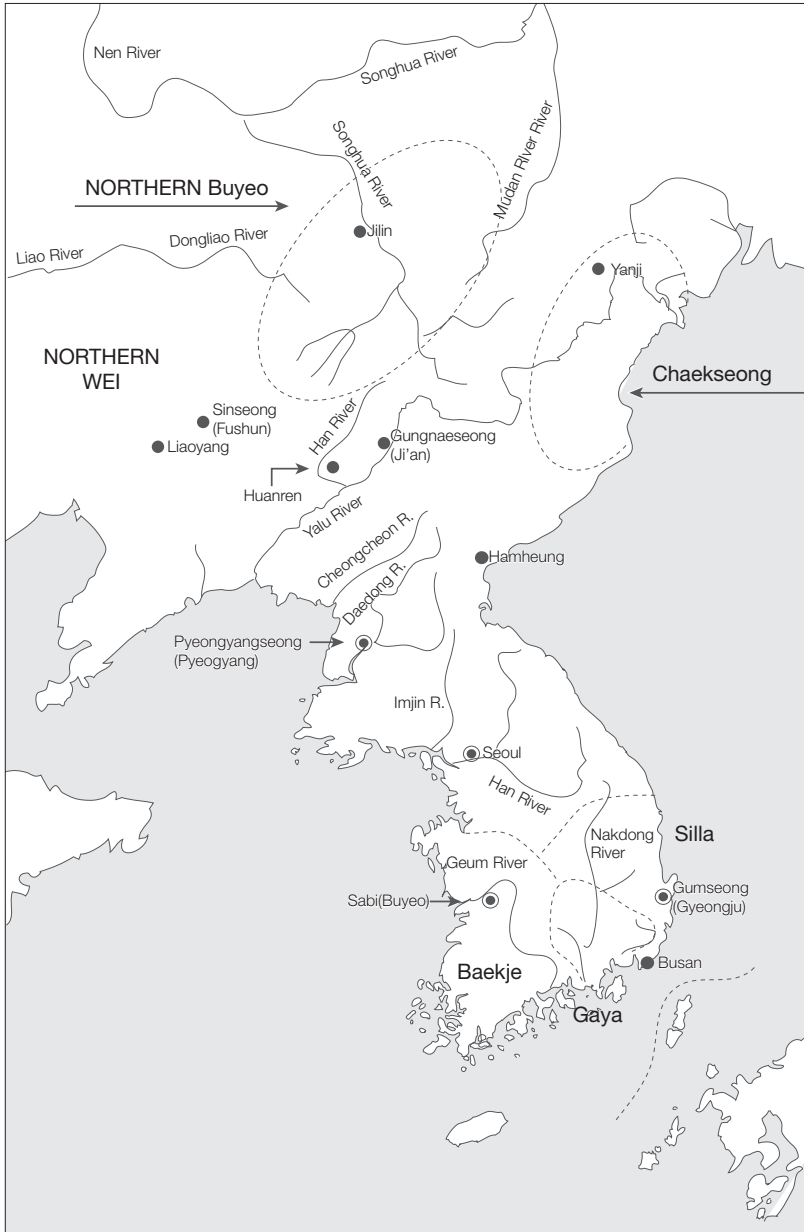 Nen River
Songhua River
Songhua River
Mudan River River
NORTHERN Buyeo
Jilin
Dongliao River
Liao River
Yanji
NORTHERN
WEI
Chaekseong
Sinseong
(Fushun)
Liaoyang
Han River
Gungnaeseong
(Ji'an)
Huanren
Yalu River
Cheongcheon R.
Hamheung
Daedong R.
Pyeongyangseong
(Pyeogyang)
Imjin R.
Seoul
Han River
Nakdong
River
Silla
Geum River
Gumseong
(Gyeongju)
Sabi(Buyeo)
Busan
Baekje
Gaya